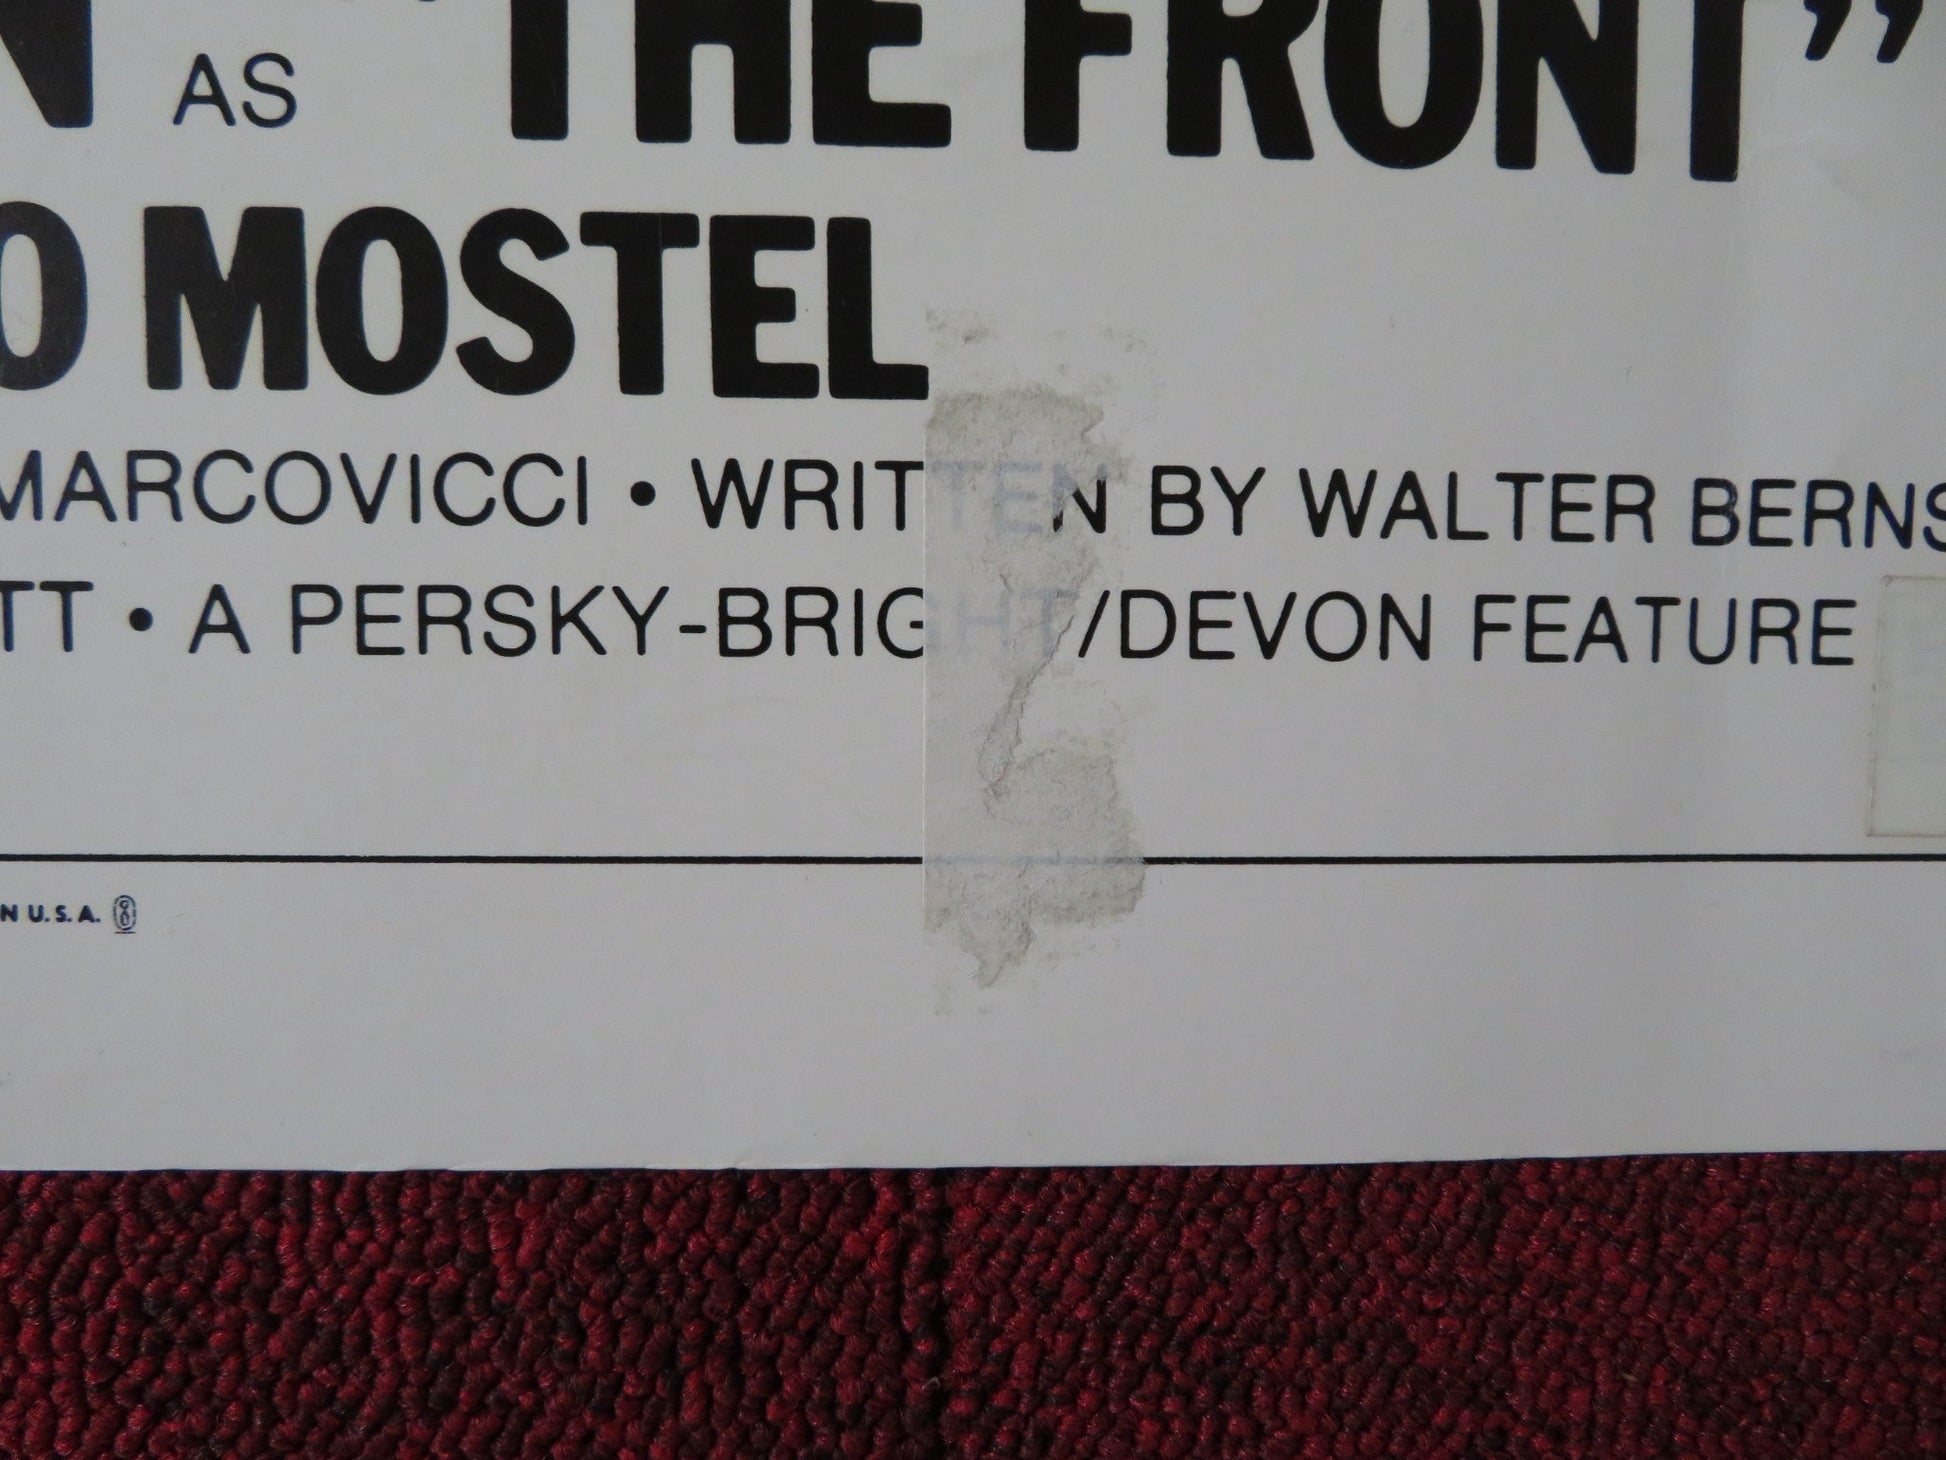 N AS "THE FRONT"
O MOSTEL
MARCOVICCI • WRITTEN BY WALTER BERNS
TT • A PERSKY-BRIGHT/DEVON FEATURE
N U.S.A.